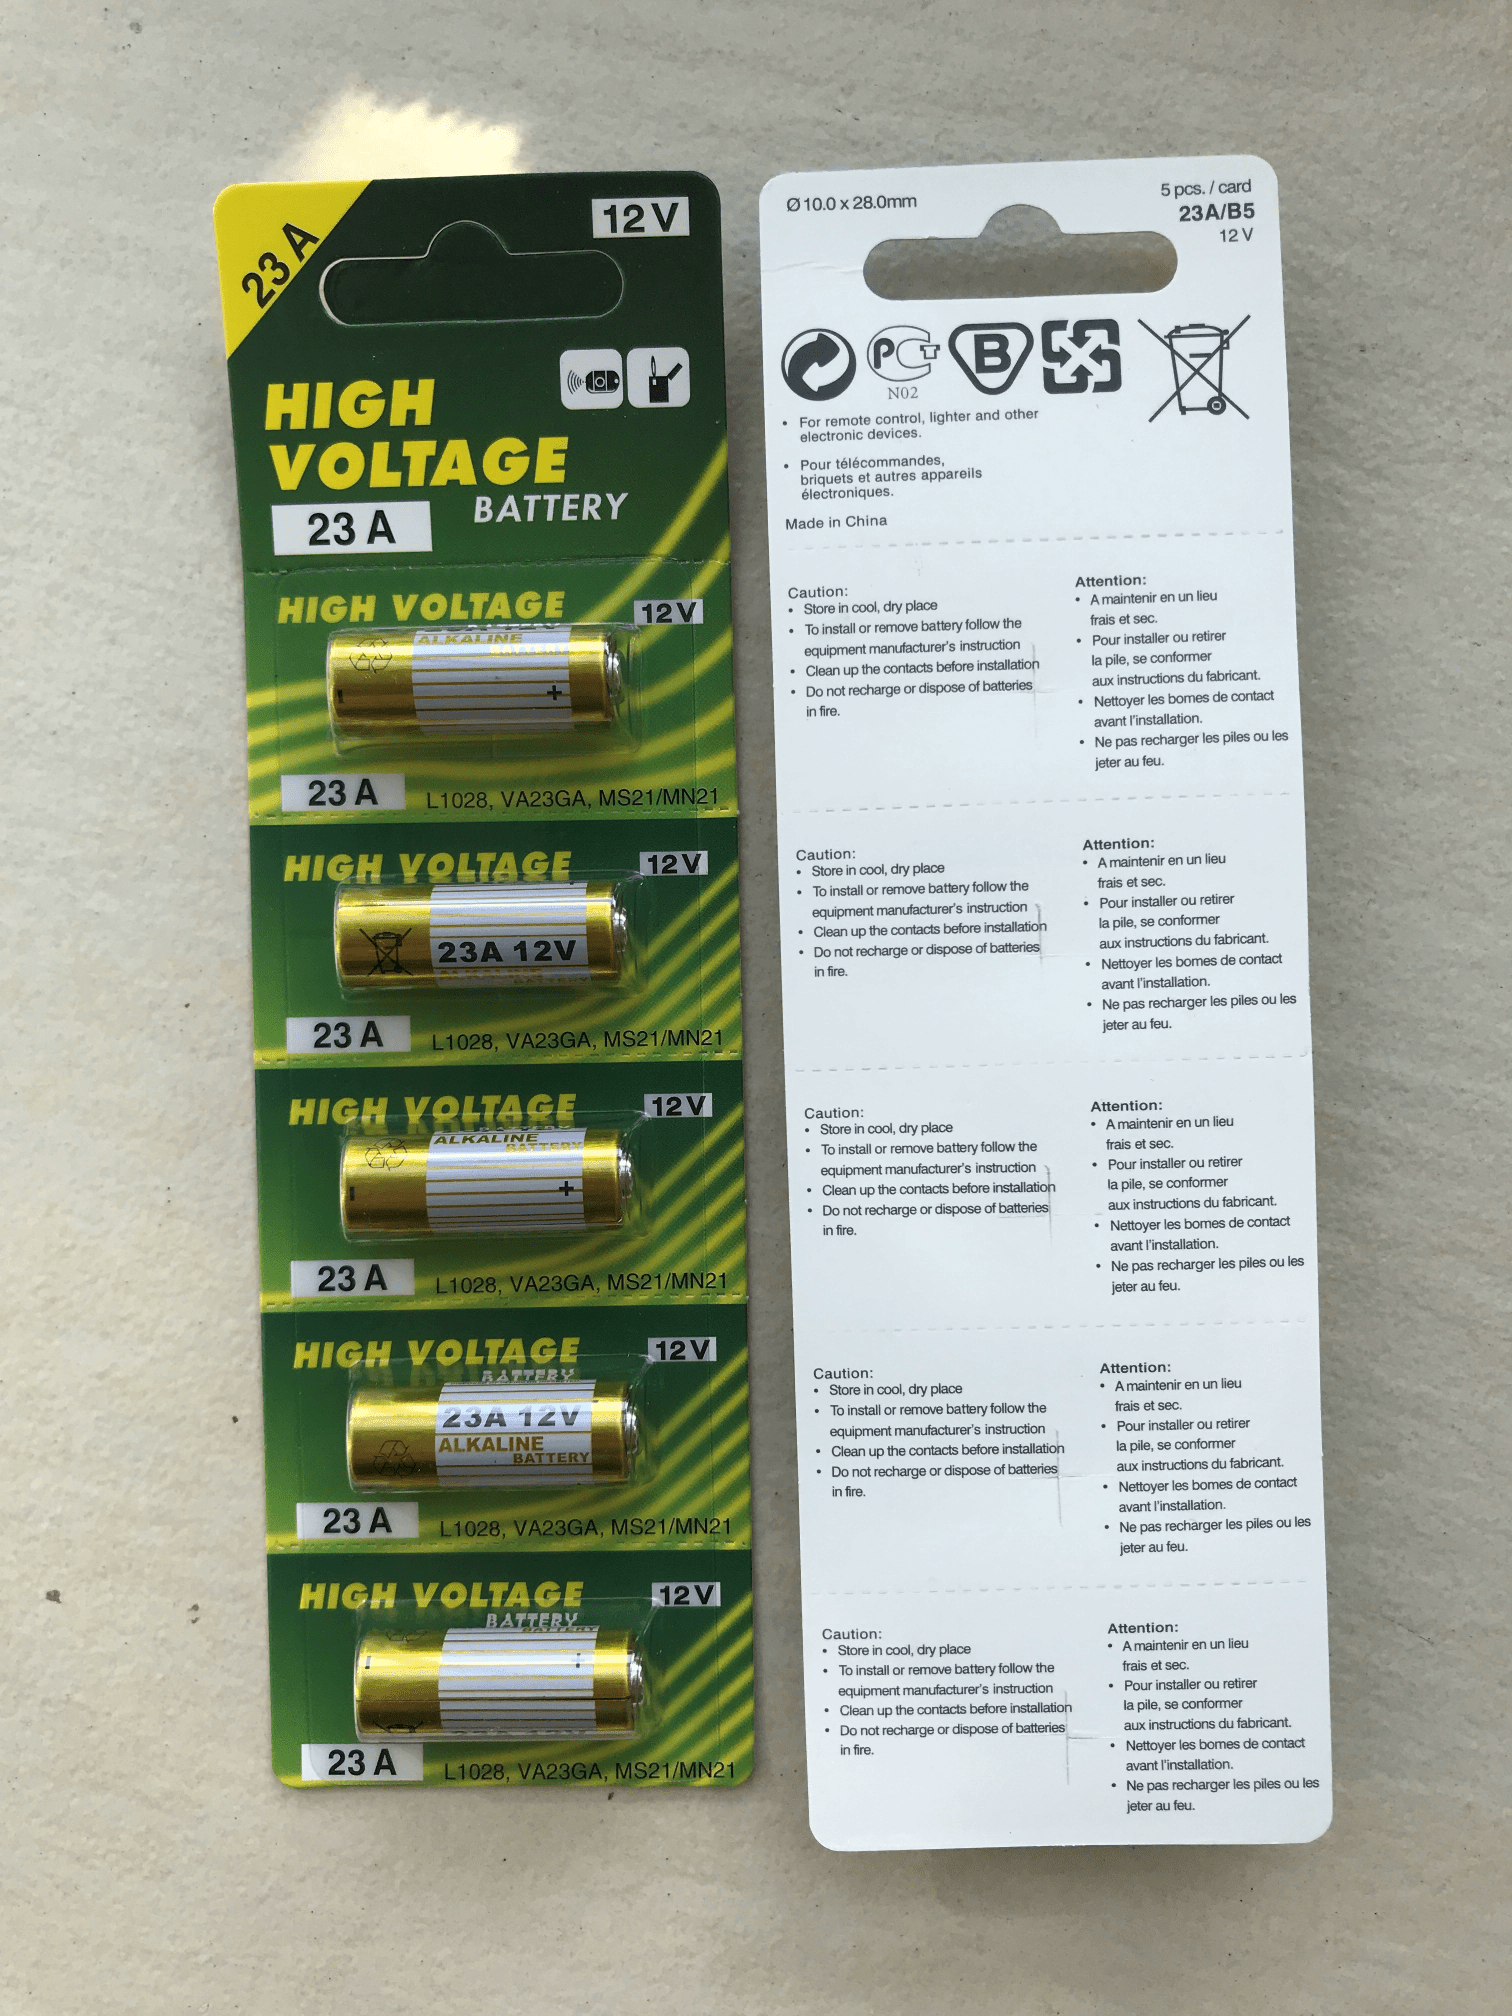 23 A
12 V
HIGH
VOLTAGE
BATTERY
23 A
HIGH VOLTAGE
12 V
ALKALINE
BATTERY
- +
23 A
L1028, VA23GA, MS21/MN21
HIGH VOLTAGE
12 V
23A 12V
23 A
L1028, VA23GA, MS21/MN21
HIGH VOLTAGE
12 V
ALKALINE
BATTERY
- +
23 A
L1028, VA23GA, MS21/MN21
HIGH VOLTAGE
12 V
BATTERY
23A 12V
ALKALINE
BATTERY
23 A
L1028, VA23GA, MS21/MN21
HIGH VOLTAGE
12 V
BATTERY
- +
23 A
L1028, VA23GA, MS21/MN21
Ø 10.0 x 28.0mm
5 pcs. / card
23A/B5
12 V
PCT
B
N02
• For remote control, lighter and other
electronic devices.
• Pour télécommandes,
briquets et autres appareils
électroniques.
Made in China
Caution:
• Store in cool, dry place
• To install or remove battery follow the
equipment manufacturer's instruction
• Clean up the contacts before installation
• Do not recharge or dispose of batteries
in fire.
Attention:
• A maintenir en un lieu
frais et sec.
• Pour installer ou retirer
la pile, se conformer
aux instructions du fabricant.
• Nettoyer les bornes de contact
avant l'installation.
• Ne pas recharger les piles ou les
jeter au feu.
Caution:
• Store in cool, dry place
• To install or remove battery follow the
equipment manufacturer's instruction
• Clean up the contacts before installation
• Do not recharge or dispose of batteries
in fire.
Attention:
• A maintenir en un lieu
frais et sec.
• Pour installer ou retirer
la pile, se conformer
aux instructions du fabricant.
• Nettoyer les bornes de contact
avant l'installation.
• Ne pas recharger les piles ou les
jeter au feu.
Caution:
• Store in cool, dry place
• To install or remove battery follow the
equipment manufacturer's instruction
• Clean up the contacts before installation
• Do not recharge or dispose of batteries
in fire.
Attention:
• A maintenir en un lieu
frais et sec.
• Pour installer ou retirer
la pile, se conformer
aux instructions du fabricant.
• Nettoyer les bornes de contact
avant l'installation.
• Ne pas recharger les piles ou les
jeter au feu.
Caution:
• Store in cool, dry place
• To install or remove battery follow the
equipment manufacturer's instruction
• Clean up the contacts before installation
• Do not recharge or dispose of batteries
in fire.
Attention:
• A maintenir en un lieu
frais et sec.
• Pour installer ou retirer
la pile, se conformer
aux instructions du fabricant.
• Nettoyer les bornes de contact
avant l'installation.
• Ne pas recharger les piles ou les
jeter au feu.
Caution:
• Store in cool, dry place
• To install or remove battery follow the
equipment manufacturer's instruction
• Clean up the contacts before installation
• Do not recharge or dispose of batteries
in fire.
Attention:
• A maintenir en un lieu
frais et sec.
• Pour installer ou retirer
la pile, se conformer
aux instructions du fabricant.
• Nettoyer les bornes de contact
avant l'installation.
• Ne pas recharger les piles ou les
jeter au feu.